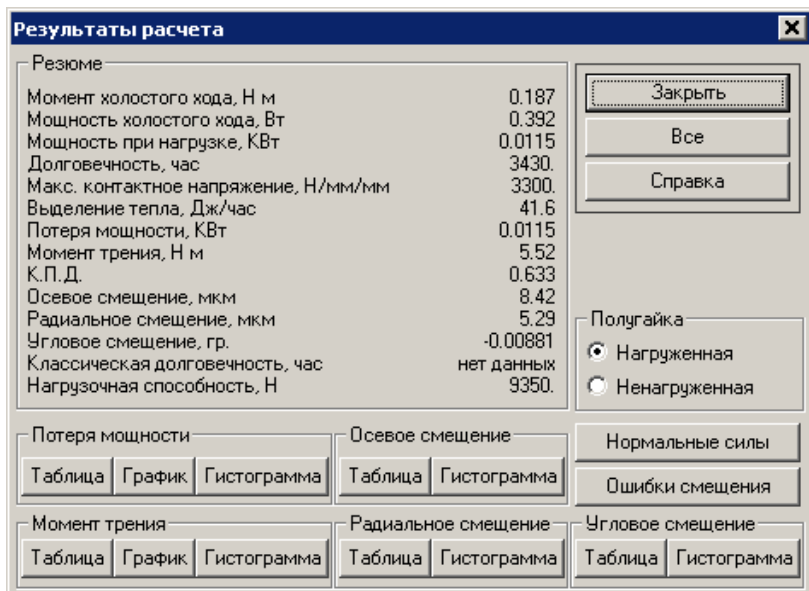 Результаты расчета
Резюме
Момент холостого хода, Н м 0.187
Мощность холостого хода, Вт 0.392
Мощность при нагрузке, КВт 0.0115
Долговечность, час 3430.
Макс. контактное напряжение, Н/мм/мм 3300.
Выделение тепла, Дж/час 41.6
Потеря мощности, КВт 0.0115
Момент трения, Н м 5.52
К.П.Д. 0.633
Осевое смещение, мкм 8.42
Радиальное смещение, мкм 5.29
Угловое смещение, гр. -0.00881
Классическая долговечность, час нет данных
Нагрузочная способность, Н 9350.
Закрыть
Все
Справка
Полугайка
Нагруженная
Ненагруженная
Потеря мощности
Таблица График Гистограмма
Осевое смещение
Таблица Гистограмма
Нормальные силы
Ошибки смещения
Момент трения
Таблица График Гистограмма
Радиальное смещение
Таблица Гистограмма
Угловое смещение
Таблица Гистограмма